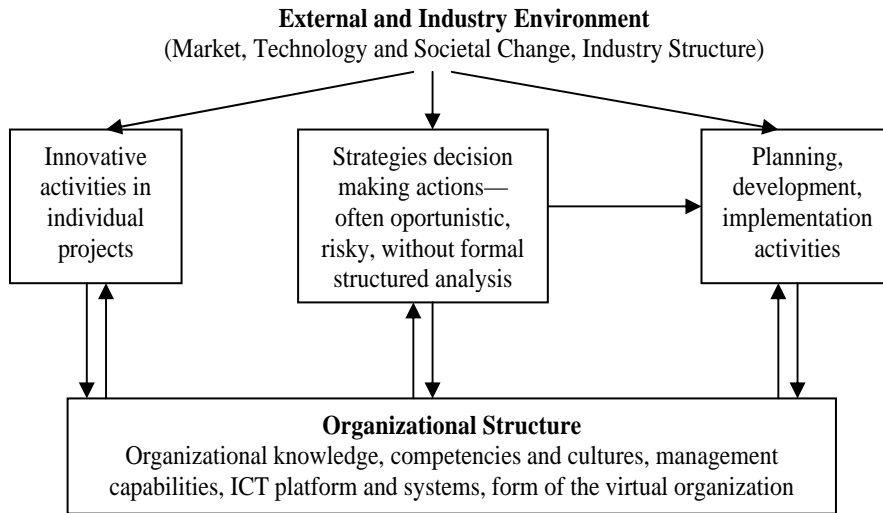 External and Industry Environment
(Market, Technology and Societal Change, Industry Structure)
Innovative
activities in
individual
projects
Strategies decision
making actions—
often oportunistic,
risky, without formal
structured analysis
Planning,
development,
implementation
activities
Organizational Structure
Organizational knowledge, competencies and cultures, management
capabilities, ICT platform and systems, form of the virtual organization